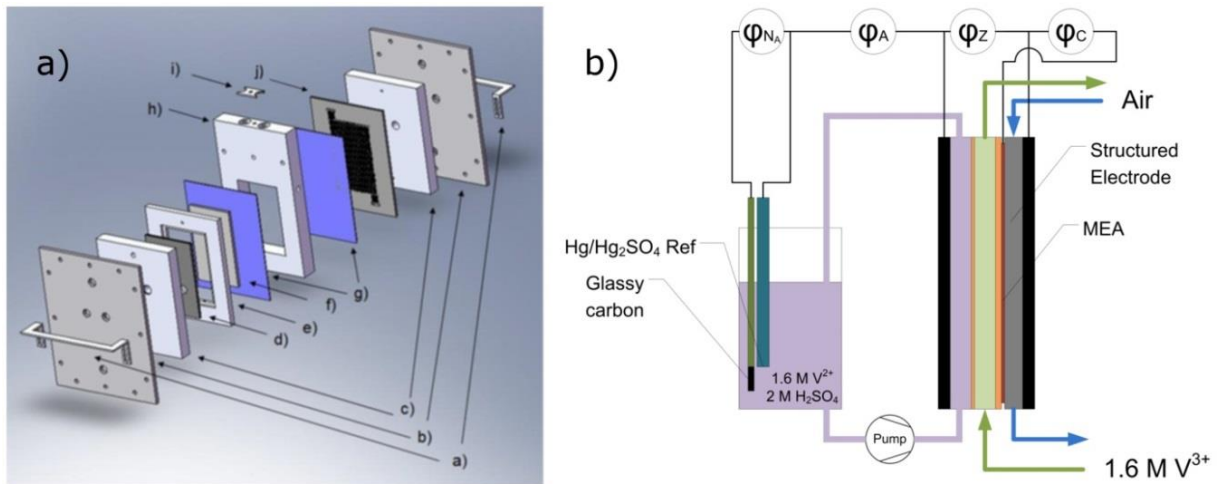 a)
i)
j)
h)
g)
f)
e)
d)
c)
b)
a)
b)
φNA
φA
φZ
φC
Air
Structured
Electrode
MEA
Hg/Hg2SO4 Ref
Glassy
carbon
1.6 M V2+
2 M H2SO4
Pump
1.6 M V3+